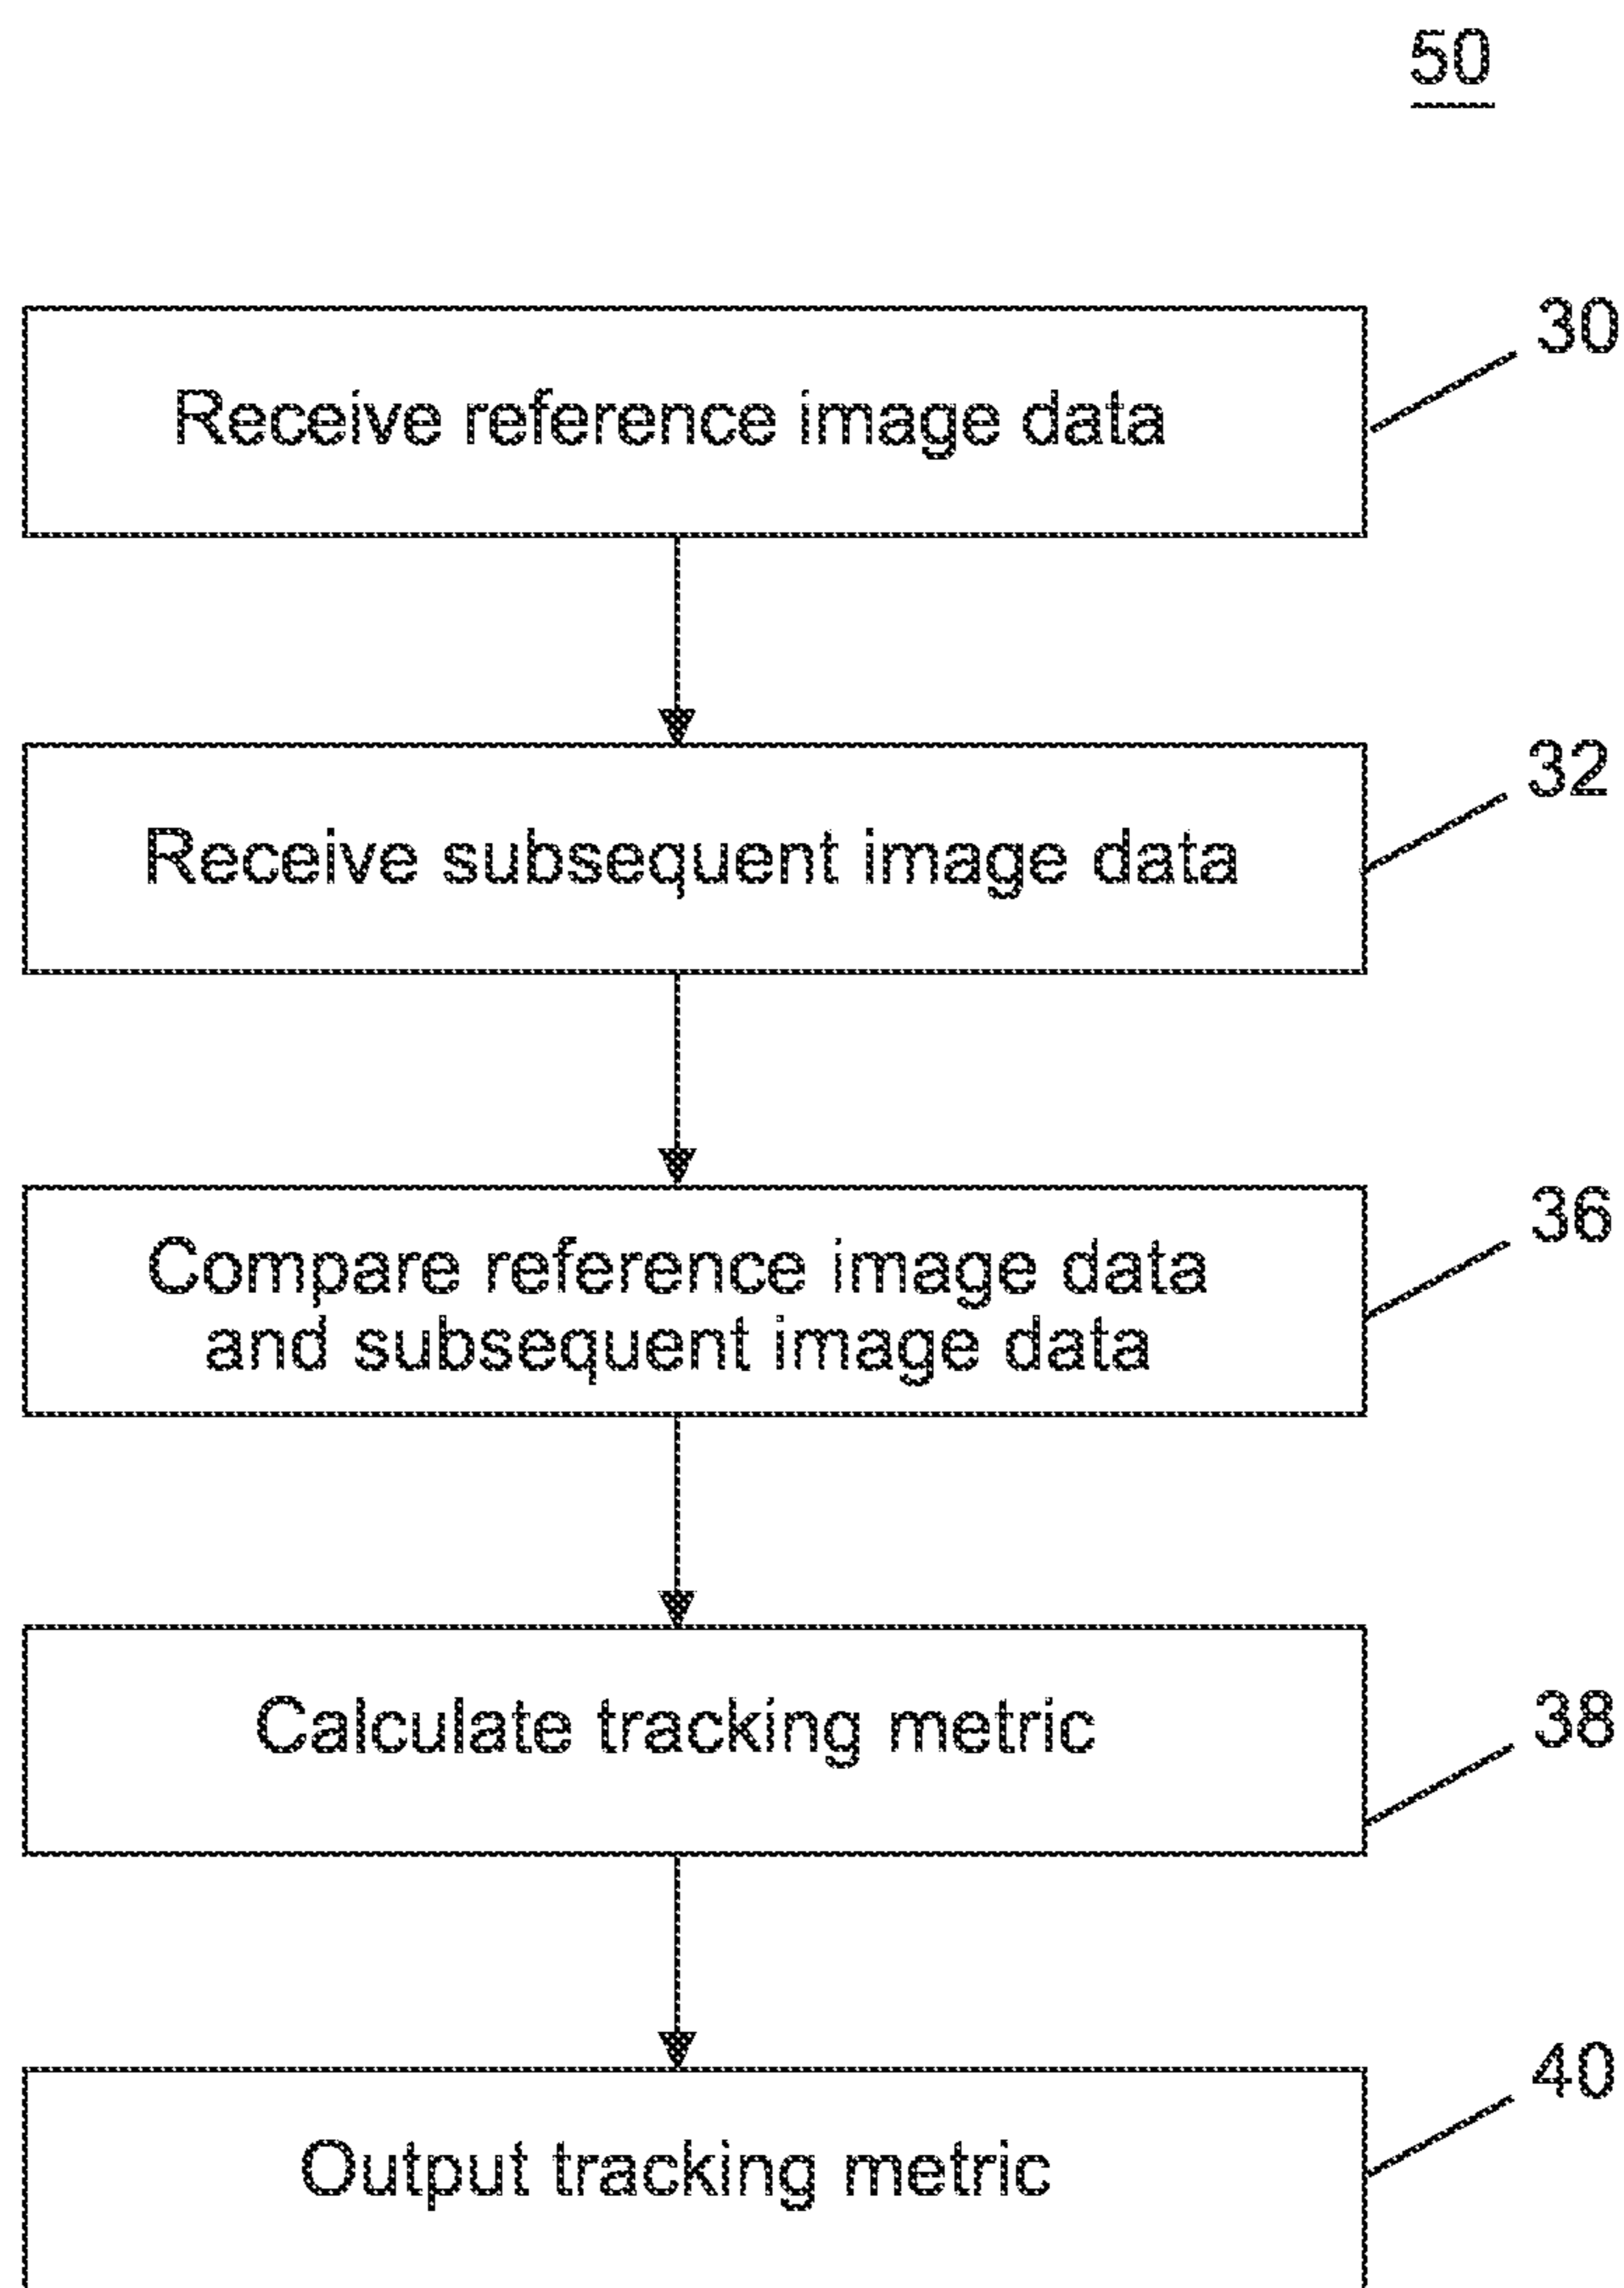 50
30
Receive reference image data
32
Receive subsequent image data
36
Compare reference image data
and subsequent image data
38
Calculate tracking metric
40
Output tracking metric